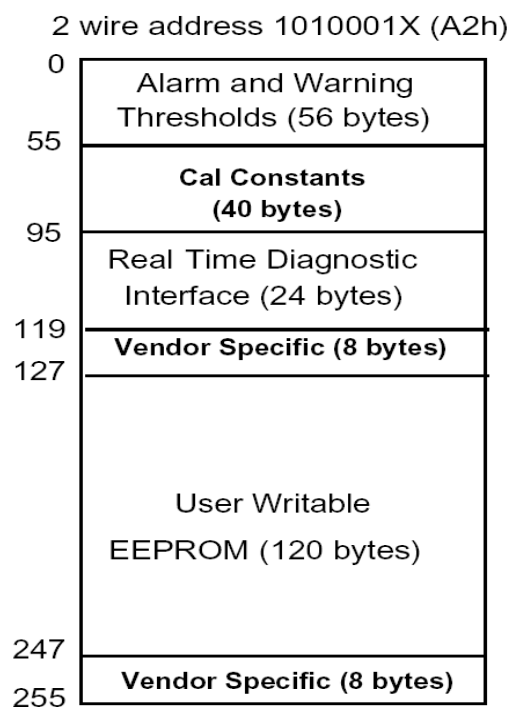 2 wire address 1010001X (A2h)
0
Alarm and Warning
Thresholds (56 bytes)
55
Cal Constants
(40 bytes)
95
Real Time Diagnostic
Interface (24 bytes)
119
Vendor Specific (8 bytes)
127
User Writable
EEPROM (120 bytes)
247
Vendor Specific (8 bytes)
255